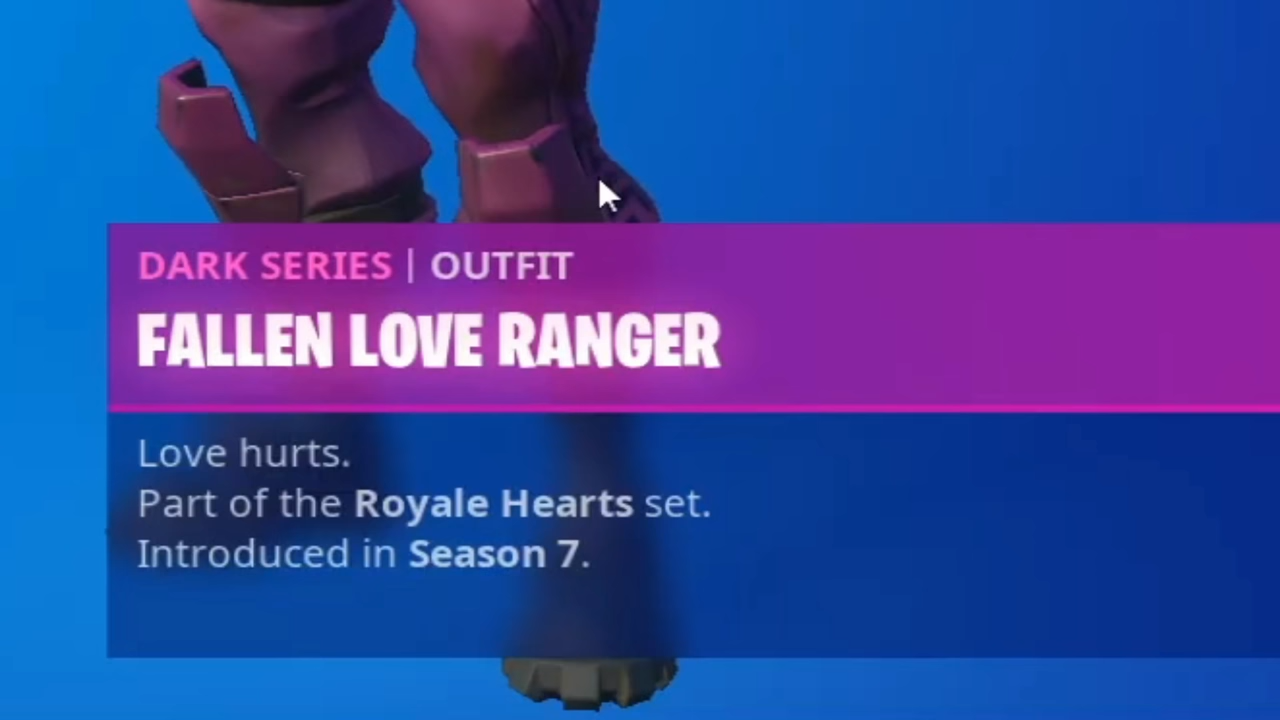 DARK SERIES | OUTFIT
FALLEN LOVE RANGER
Love hurts.
Part of the Royale Hearts set.
Introduced in Season 7.